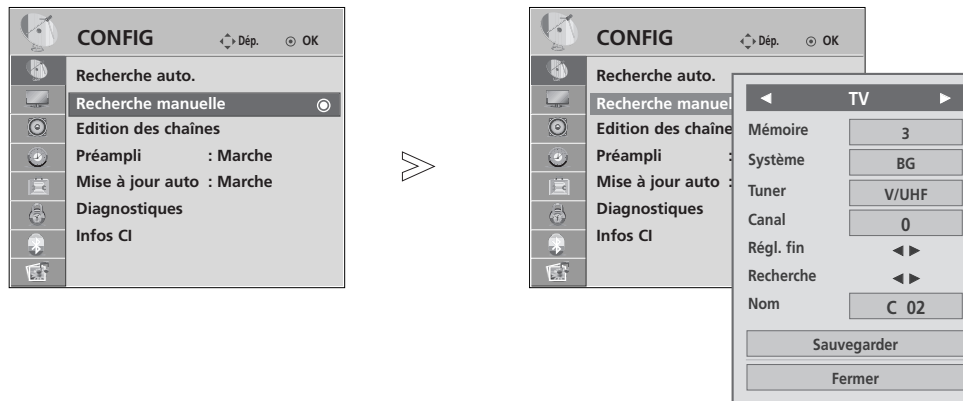 CONFIG Dép. OK
Recherche auto.
Recherche manuelle
Edition des chaînes
Préampli : Marche
Mise à jour auto : Marche
Diagnostiques
Infos CI
CONFIG Dép. OK
Recherche auto.
Recherche manuel
Edition des chaîne
Préampli :
Mise à jour auto :
Diagnostiques
Infos CI
TV
Mémoire 3
Système BG
Tuner V/UHF
Canal 0
Régl. fin
Recherche
Nom C 02
Sauvegarder
Fermer